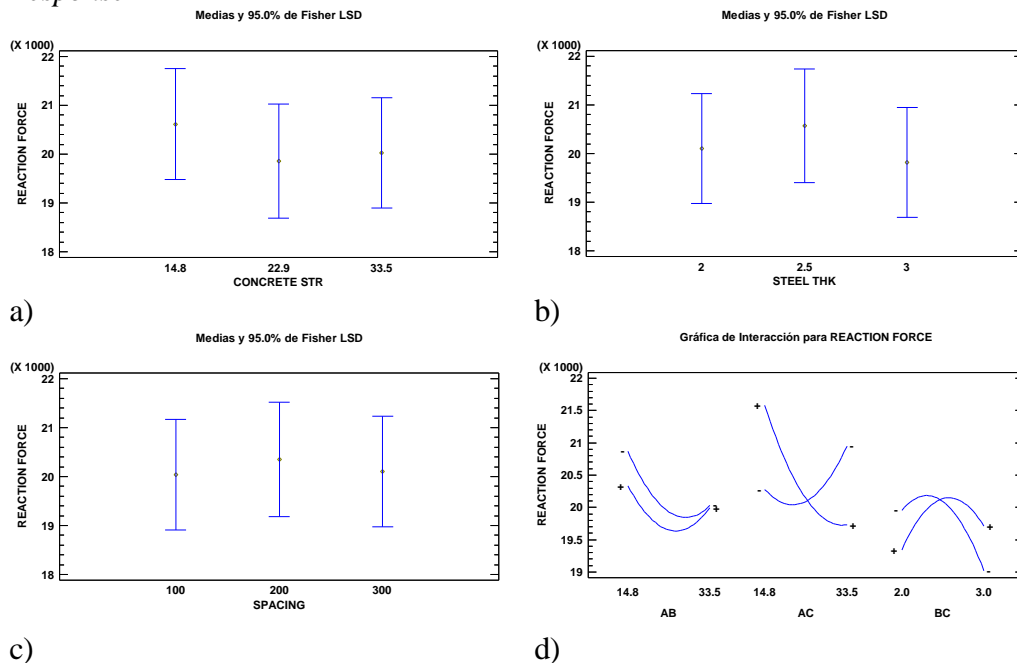 Response
Medias y 95.0% de Fisher LSD
(X 1000)
22
21
20
19
18
REACTION FORCE
14.8 22.9 33.5
CONCRETE STR
a)
Medias y 95.0% de Fisher LSD
(X 1000)
22
21
20
19
18
REACTION FORCE
2 2.5 3
STEEL THK
b)
Medias y 95.0% de Fisher LSD
(X 1000)
22
21
20
19
18
REACTION FORCE
100 200 300
SPACING
c)
Gráfica de Interacción para REACTION FORCE
(X 1000)
22
21.5
21
20.5
20
19.5
19
REACTION FORCE
14.8 33.5 14.8 33.5 2.0 3.0
AB AC BC
d)